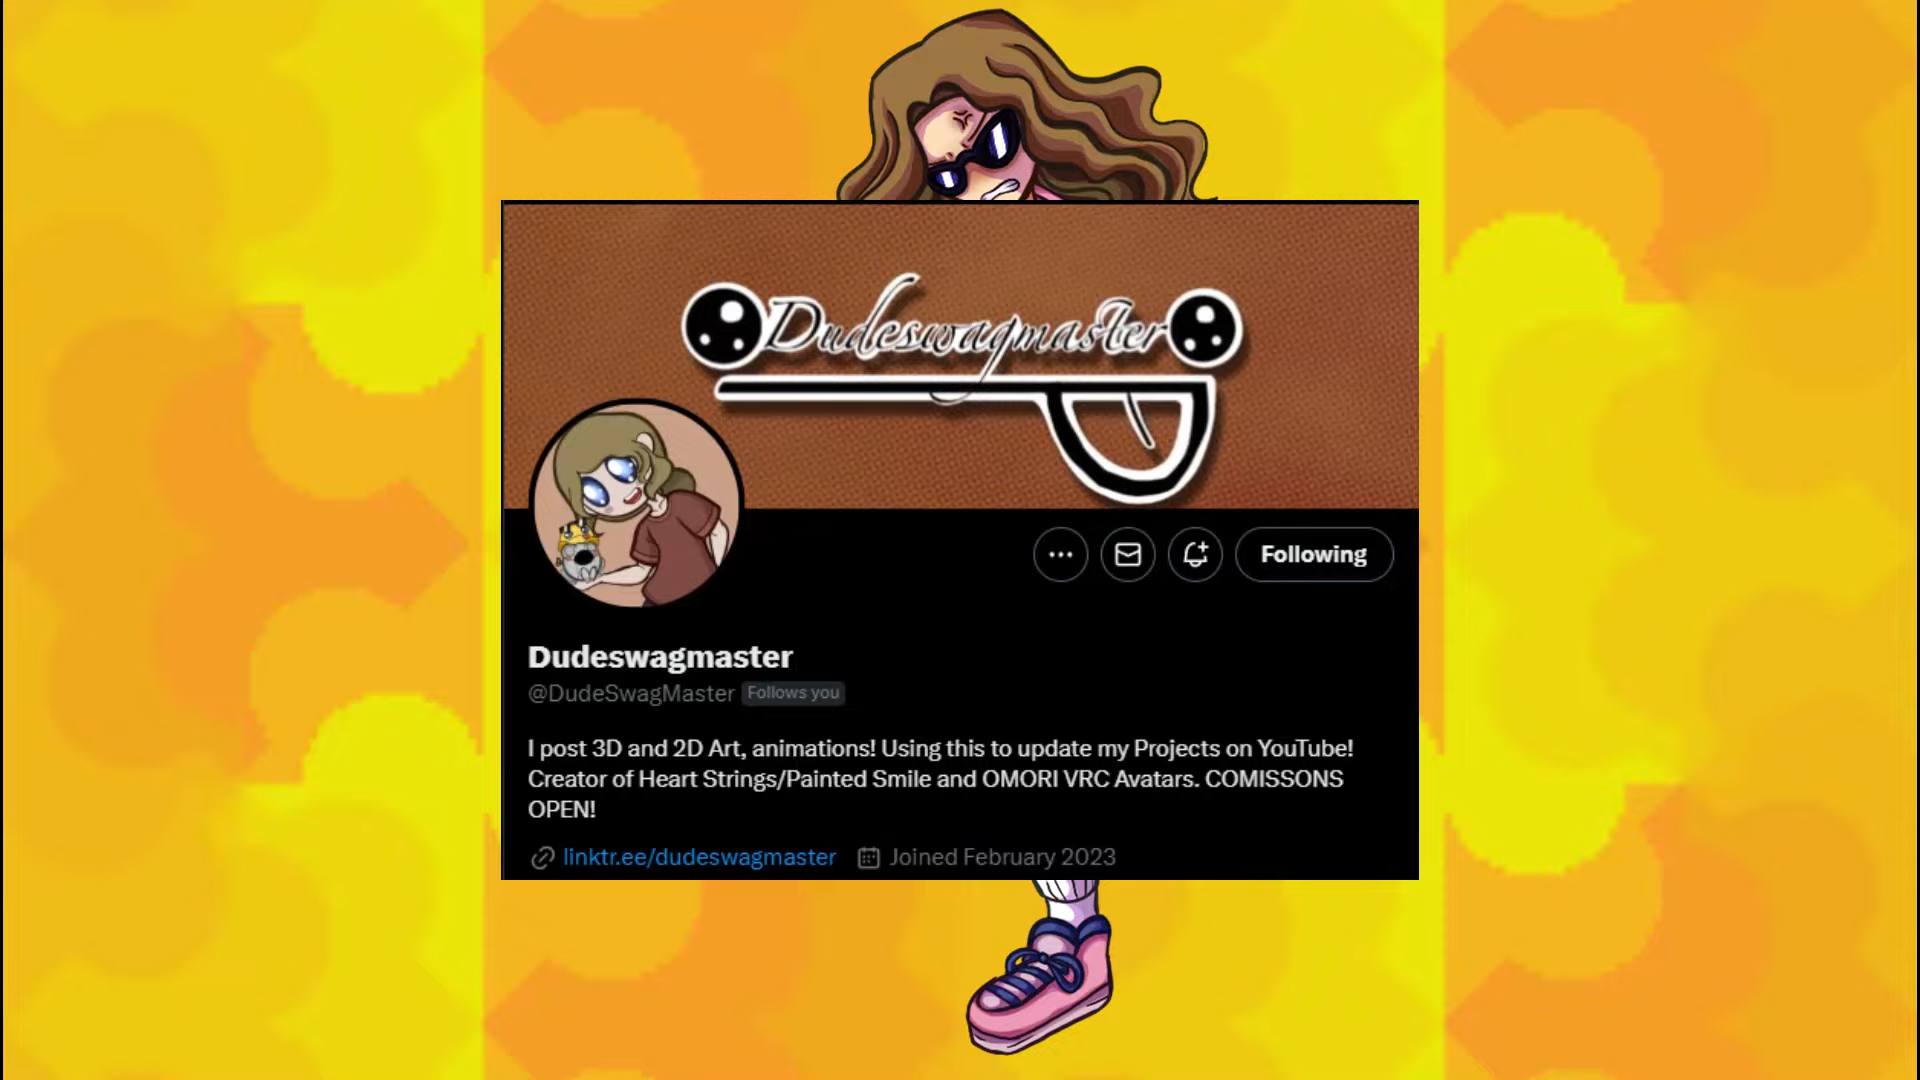 Dudeswagmaster
Following
Dudeswagmaster
@DudeSwagMaster Follows you
I post 3D and 2D Art, animations! Using this to update my Projects on YouTube!
Creator of Heart Strings/Painted Smile and OMORI VRC Avatars. COMISSONS
OPEN!
linktr.ee/dudeswagmaster Joined February 2023